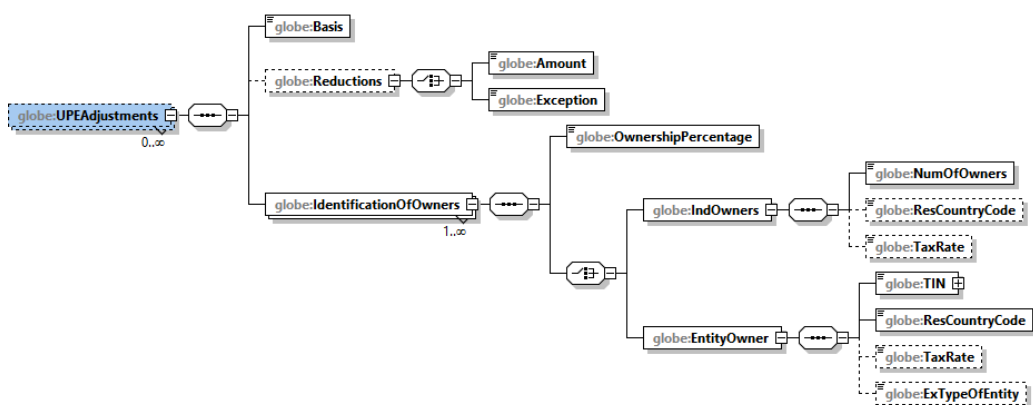 globe:Basis
globe:Reductions
globe:Amount
globe:Exception
globe:UPEAdjustments
0..∞
globe:OwnershipPercentage
globe:IdentificationOfOwners
1..∞
globe:IndOwners
globe:NumOfOwners
globe:ResCountryCode
globe:TaxRate
globe:EntityOwner
globe:TIN
globe:ResCountryCode
globe:TaxRate
globe:ExTypeOfEntity